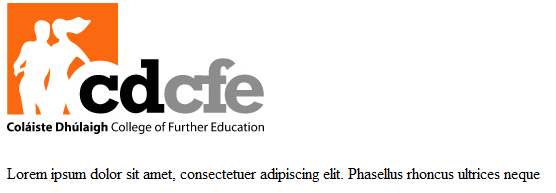 cdcfe
Coláiste Dhúlaigh College of Further Education
Lorem ipsum dolor sit amet, consectetuer adipiscing elit. Phasellus rhoncus ultrices neque